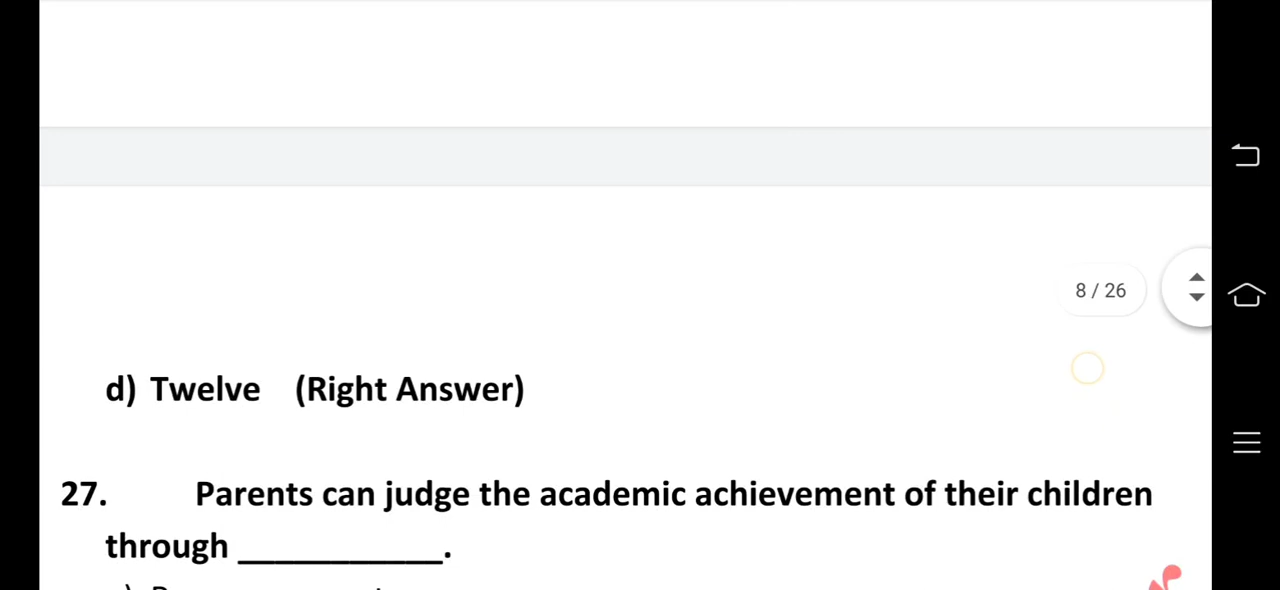 8 / 26
d) Twelve (Right Answer)
27. Parents can judge the academic achievement of their children
through ___________.